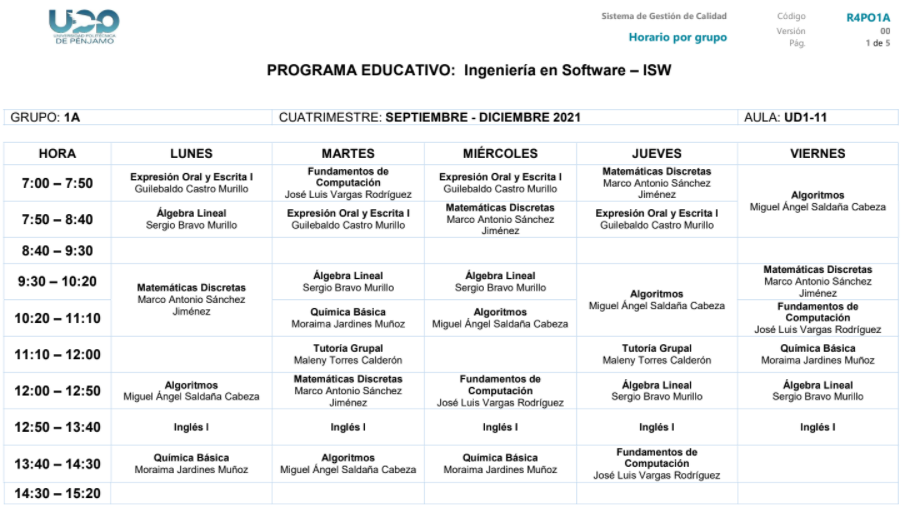 UPP
UNIVERSIDAD POLITÉCNICA
DE PÉNJAMO
Sistema de Gestión de Calidad
Horario por grupo
Código R4PO1A
Versión 00
Pág. 1 de 5
PROGRAMA EDUCATIVO: Ingeniería en Software – ISW
GRUPO: 1A CUATRIMESTRE: SEPTIEMBRE - DICIEMBRE 2021 AULA: UD1-11
HORA LUNES MARTES MIÉRCOLES JUEVES VIERNES
7:00 – 7:50
Expresión Oral y Escrita I
Guilebaldo Castro Murillo
Fundamentos de
Computación
José Luis Vargas Rodríguez
Expresión Oral y Escrita I
Guilebaldo Castro Murillo
Matemáticas Discretas
Marco Antonio Sánchez
Jiménez
Algoritmos
Miguel Ángel Saldaña Cabeza
7:50 – 8:40
Álgebra Lineal
Sergio Bravo Murillo
Expresión Oral y Escrita I
Guilebaldo Castro Murillo
Matemáticas Discretas
Marco Antonio Sánchez
Jiménez
Expresión Oral y Escrita I
Guilebaldo Castro Murillo
8:40 – 9:30
9:30 – 10:20
Matemáticas Discretas
Marco Antonio Sánchez
Jiménez
Álgebra Lineal
Sergio Bravo Murillo
Álgebra Lineal
Sergio Bravo Murillo
Algoritmos
Miguel Ángel Saldaña Cabeza
Matemáticas Discretas
Marco Antonio Sánchez
Jiménez
10:20 – 11:10
Química Básica
Moraima Jardines Muñoz
Algoritmos
Miguel Ángel Saldaña Cabeza
Fundamentos de
Computación
José Luis Vargas Rodríguez
11:10 – 12:00
Tutoría Grupal
Maleny Torres Calderón
Tutoría Grupal
Maleny Torres Calderón
Química Básica
Moraima Jardines Muñoz
12:00 – 12:50
Algoritmos
Miguel Ángel Saldaña Cabeza
Matemáticas Discretas
Marco Antonio Sánchez
Jiménez
Fundamentos de
Computación
José Luis Vargas Rodríguez
Álgebra Lineal
Sergio Bravo Murillo
Álgebra Lineal
Sergio Bravo Murillo
12:50 – 13:40
Inglés I
Inglés I
Inglés I
Inglés I
Inglés I
13:40 – 14:30
Química Básica
Moraima Jardines Muñoz
Algoritmos
Miguel Ángel Saldaña Cabeza
Química Básica
Moraima Jardines Muñoz
Fundamentos de
Computación
José Luis Vargas Rodríguez
14:30 – 15:20